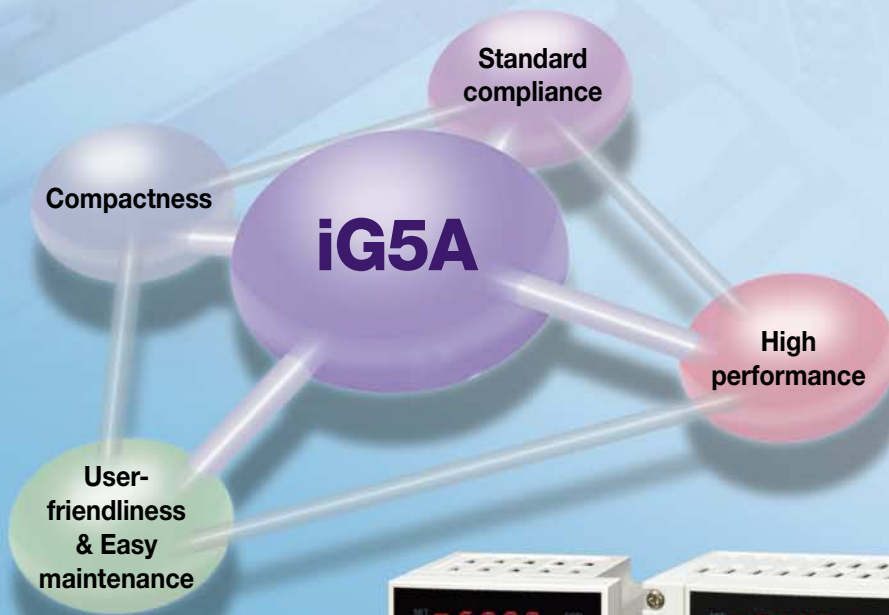 Standard
compliance
Compactness
iG5A
High
performance
User-
friendliness
& Easy
maintenance